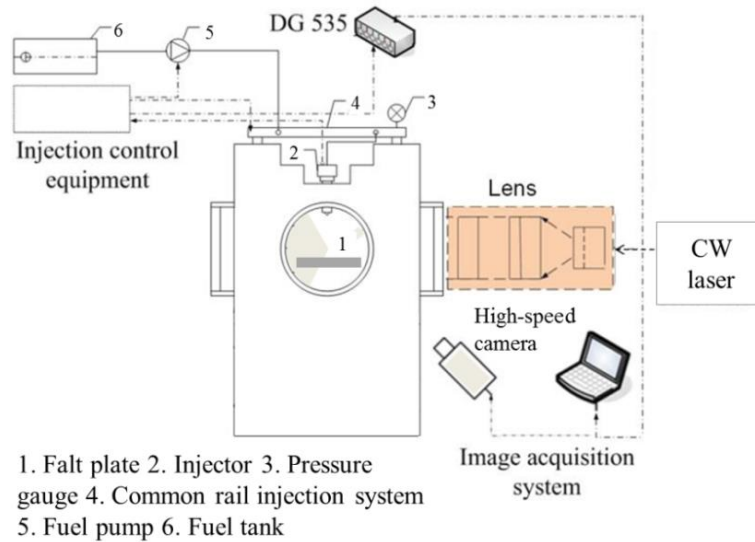 6
5
DG 535
4
3
Injection control
equipment
2
Lens
1
CW
laser
High-speed
camera
1. Falt plate 2. Injector 3. Pressure
gauge 4. Common rail injection system
5. Fuel pump 6. Fuel tank
Image acquisition
system